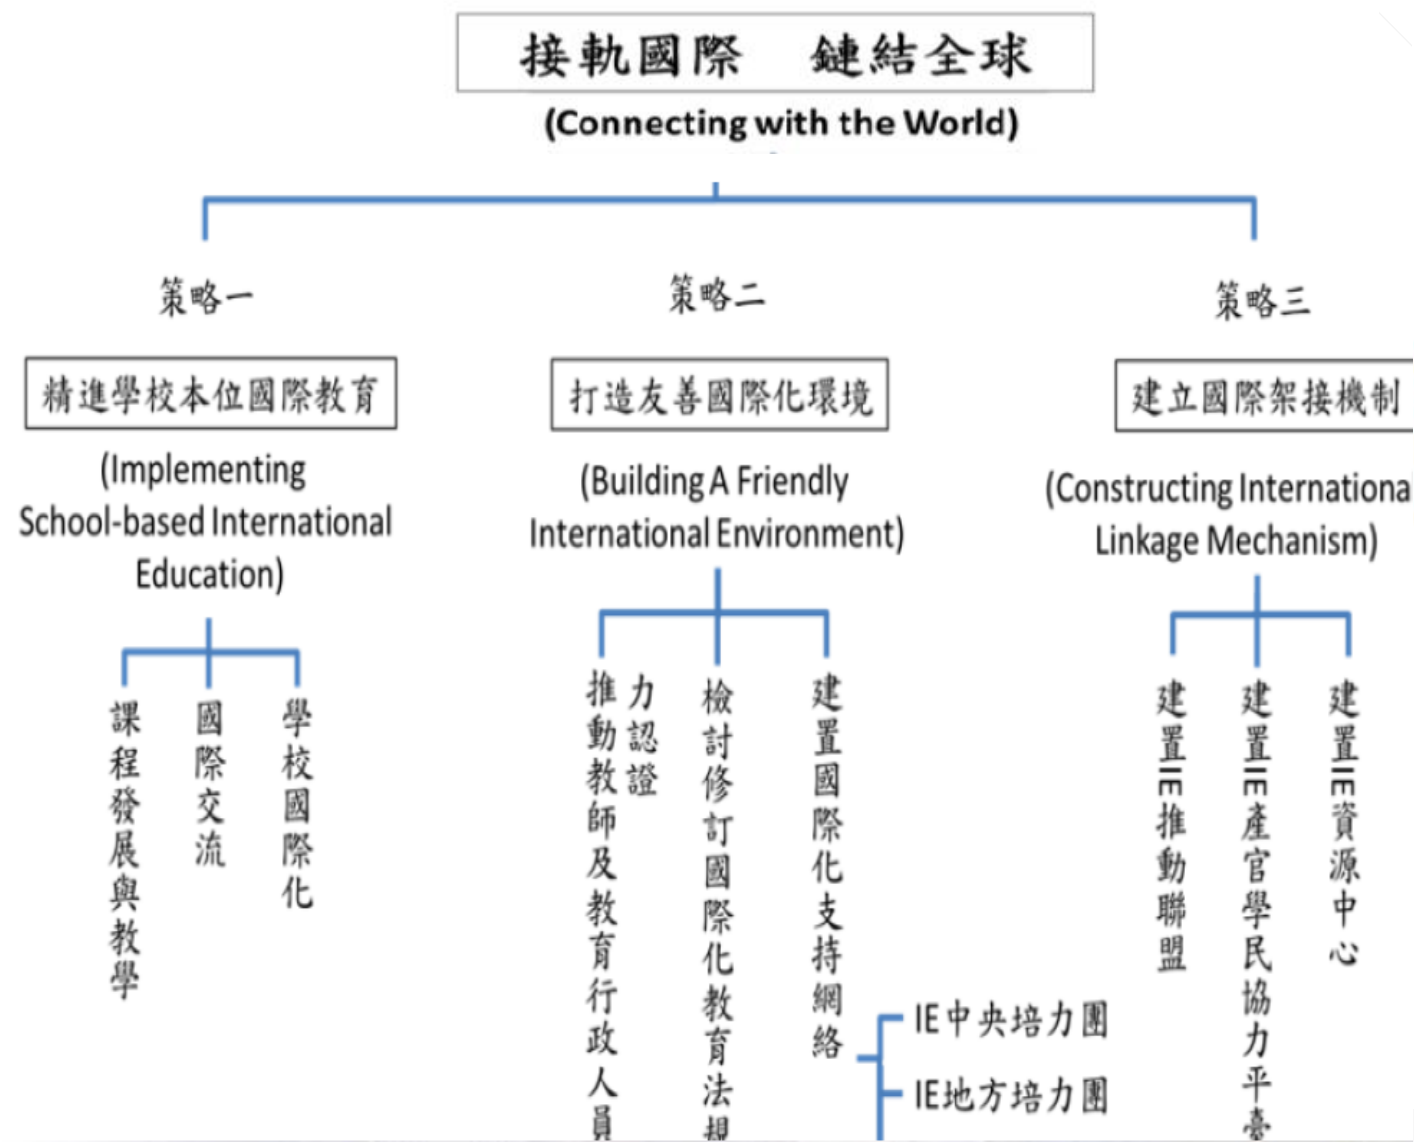 接軌國際　鏈結全球
(Connecting with the World)
策略一
精進學校本位國際教育
(Implementing
School-based International
Education)
課程發展與教學
國際交流
學校國際化
策略二
打造友善國際化環境
(Building A Friendly
International Environment)
推動教師及教育行政人員
力認證
檢討修訂國際化教育法規
建置國際化支持網絡
IE中央培力團
IE地方培力團
策略三
建立國際架接機制
(Constructing Internationa
Linkage Mechanism)
建置IE推動聯盟
建置IE產官學民協力平臺
建置IE資源中心